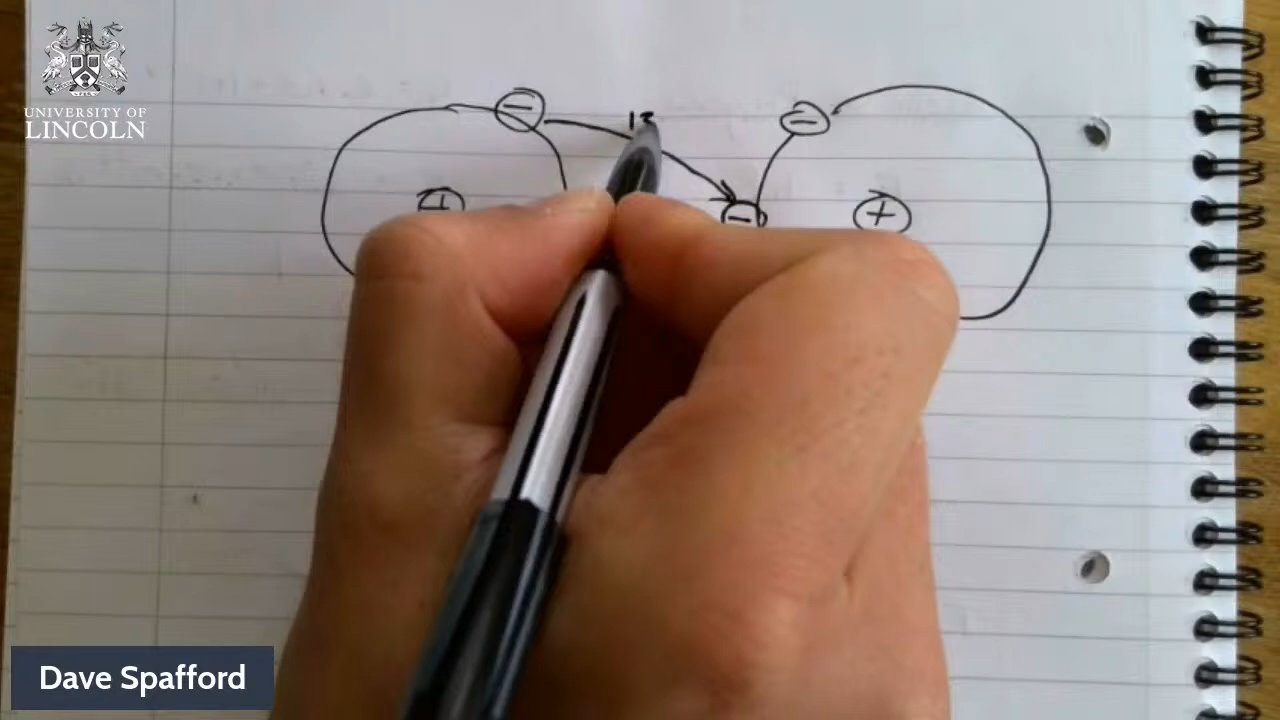 UNIVERSITY OF
LINCOLN
− −
− +
Dave Spafford